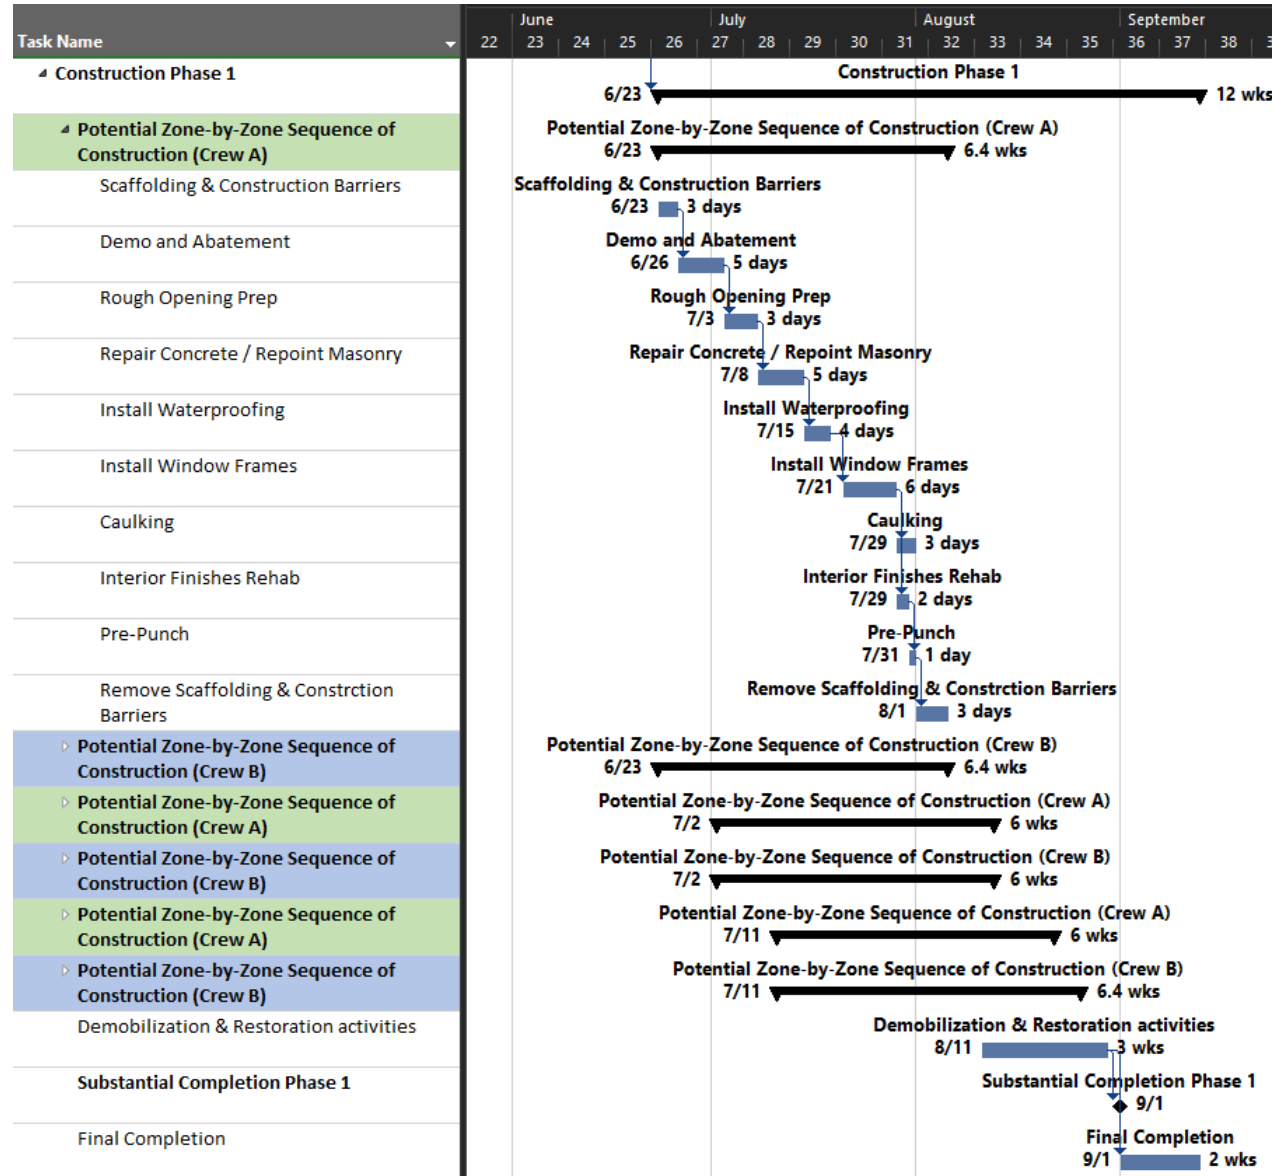 June July August September
Task Name 22 23 24 25 26 27 28 29 30 31 32 33 34 35 36 37 38
Construction Phase 1
Construction Phase 1
6/23 12 wks
Potential Zone-by-Zone Sequence of
Construction (Crew A)
Potential Zone-by-Zone Sequence of Construction (Crew A)
6/23 6.4 wks
Scaffolding & Construction Barriers
Scaffolding & Construction Barriers
6/23 3 days
Demo and Abatement
Demo and Abatement
6/26 5 days
Rough Opening Prep
Rough Opening Prep
7/3 3 days
Repair Concrete / Repoint Masonry
Repair Concrete / Repoint Masonry
7/8 5 days
Install Waterproofing
Install Waterproofing
7/15 4 days
Install Window Frames
Install Window Frames
7/21 6 days
Caulking
Caulking
7/29 3 days
Interior Finishes Rehab
Interior Finishes Rehab
7/29 2 days
Pre-Punch
Pre-Punch
7/31 1 day
Remove Scaffolding & Constrction
Barriers
Remove Scaffolding & Constrction Barriers
8/1 3 days
Potential Zone-by-Zone Sequence of
Construction (Crew B)
Potential Zone-by-Zone Sequence of Construction (Crew B)
6/23 6.4 wks
Potential Zone-by-Zone Sequence of
Construction (Crew A)
Potential Zone-by-Zone Sequence of Construction (Crew A)
7/2 6 wks
Potential Zone-by-Zone Sequence of
Construction (Crew B)
Potential Zone-by-Zone Sequence of Construction (Crew B)
7/2 6 wks
Potential Zone-by-Zone Sequence of
Construction (Crew A)
Potential Zone-by-Zone Sequence of Construction (Crew A)
7/11 6 wks
Potential Zone-by-Zone Sequence of
Construction (Crew B)
Potential Zone-by-Zone Sequence of Construction (Crew B)
7/11 6.4 wks
Demobilization & Restoration activities
Demobilization & Restoration activities
8/11 3 wks
Substantial Completion Phase 1
Substantial Completion Phase 1
9/1
Final Completion
Final Completion
9/1 2 wks